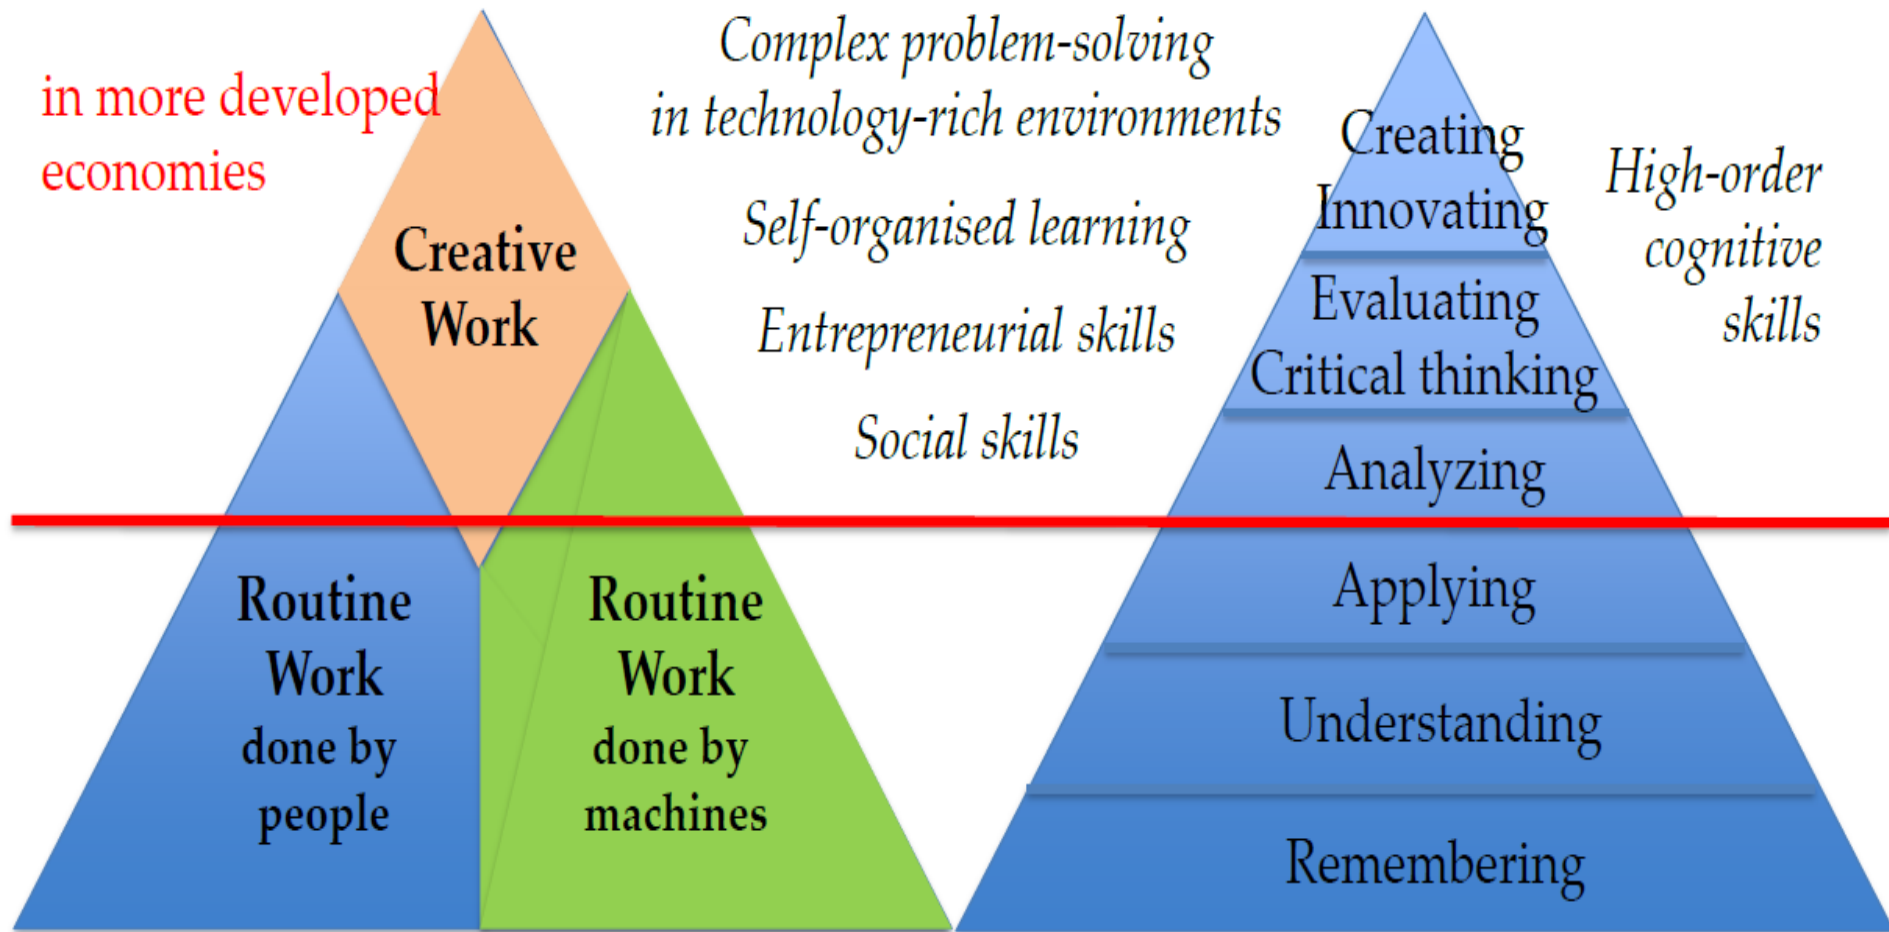 in more developed
economies
Creative
Work
Routine
Work
done by
people
Routine
Work
done by
machines
Complex problem-solving
in technology-rich environments
Self-organised learning
Entrepreneurial skills
Social skills
Creating
Innovating
Evaluating
Critical thinking
Analyzing
Applying
Understanding
Remembering
High-order
cognitive
skills